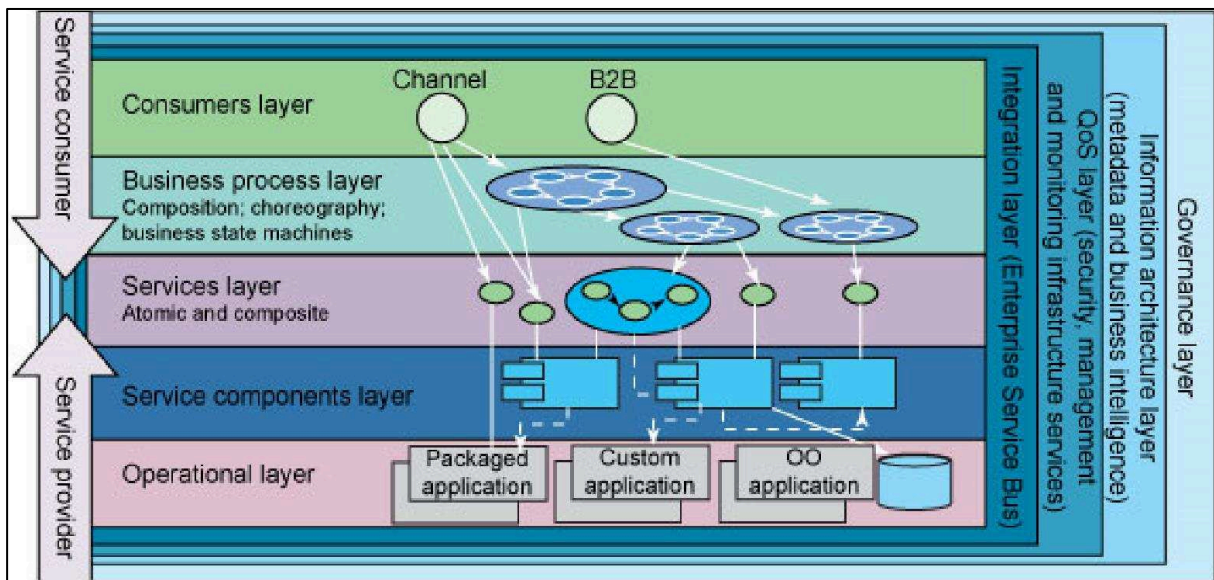 Service consumer
Service provider
Channel
B2B
Consumers layer
Business process layer
Composition; choreography;
business state machines
Services layer
Atomic and composite
Service components layer
Operational layer
Packaged
application
Custom
application
OO
application
Integration layer (Enterprise Service Bus)
QoS layer (security, management
and monitoring infrastructure services)
Information architecture layer
(metadata and business intelligence)
Governance layer